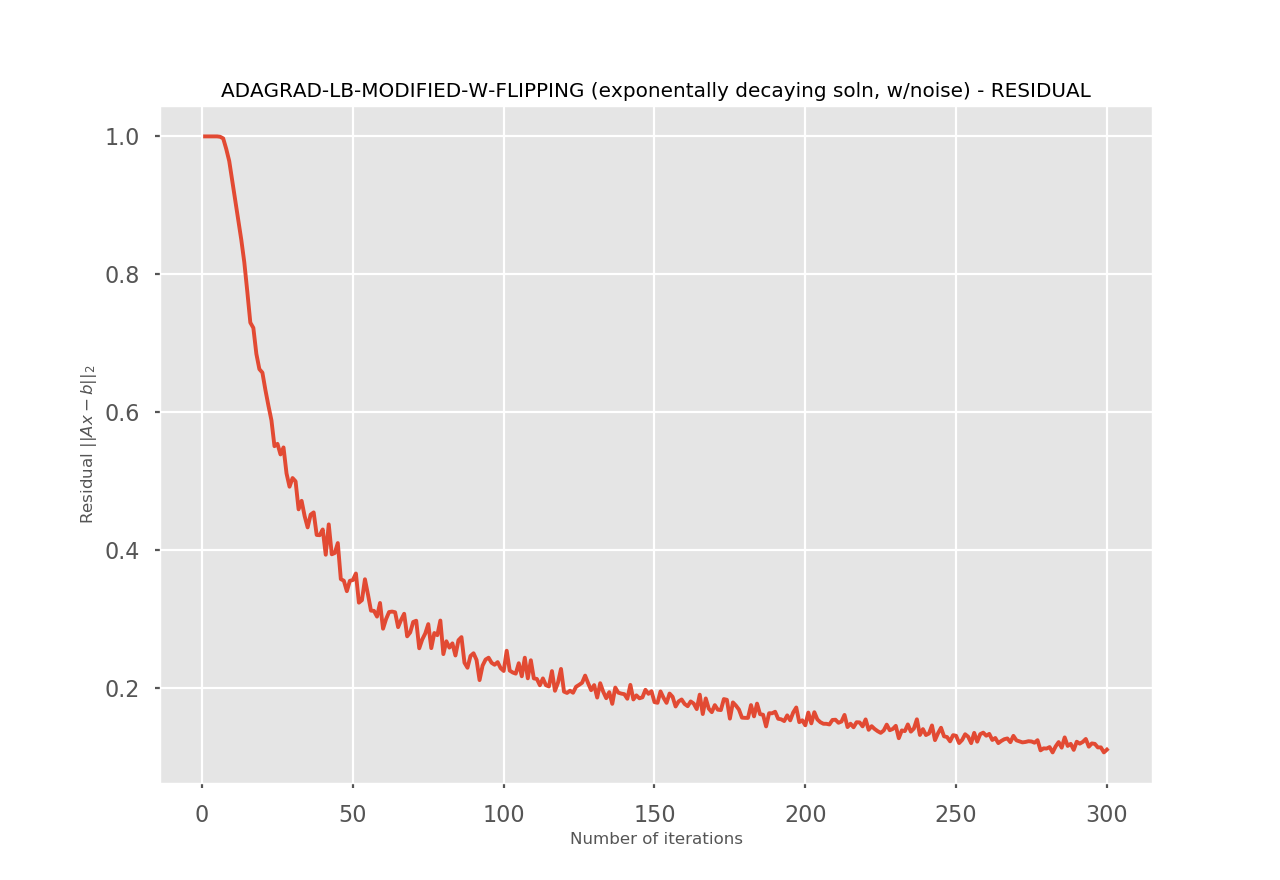 ADAGRAD-LB-MODIFIED-W-FLIPPING (exponentially decaying soln, w/noise) - RESIDUAL
1.0
0.8
0.6
0.4
0.2
Residual ||Ax − b||₂
0 50 100 150 200 250 300
Number of iterations